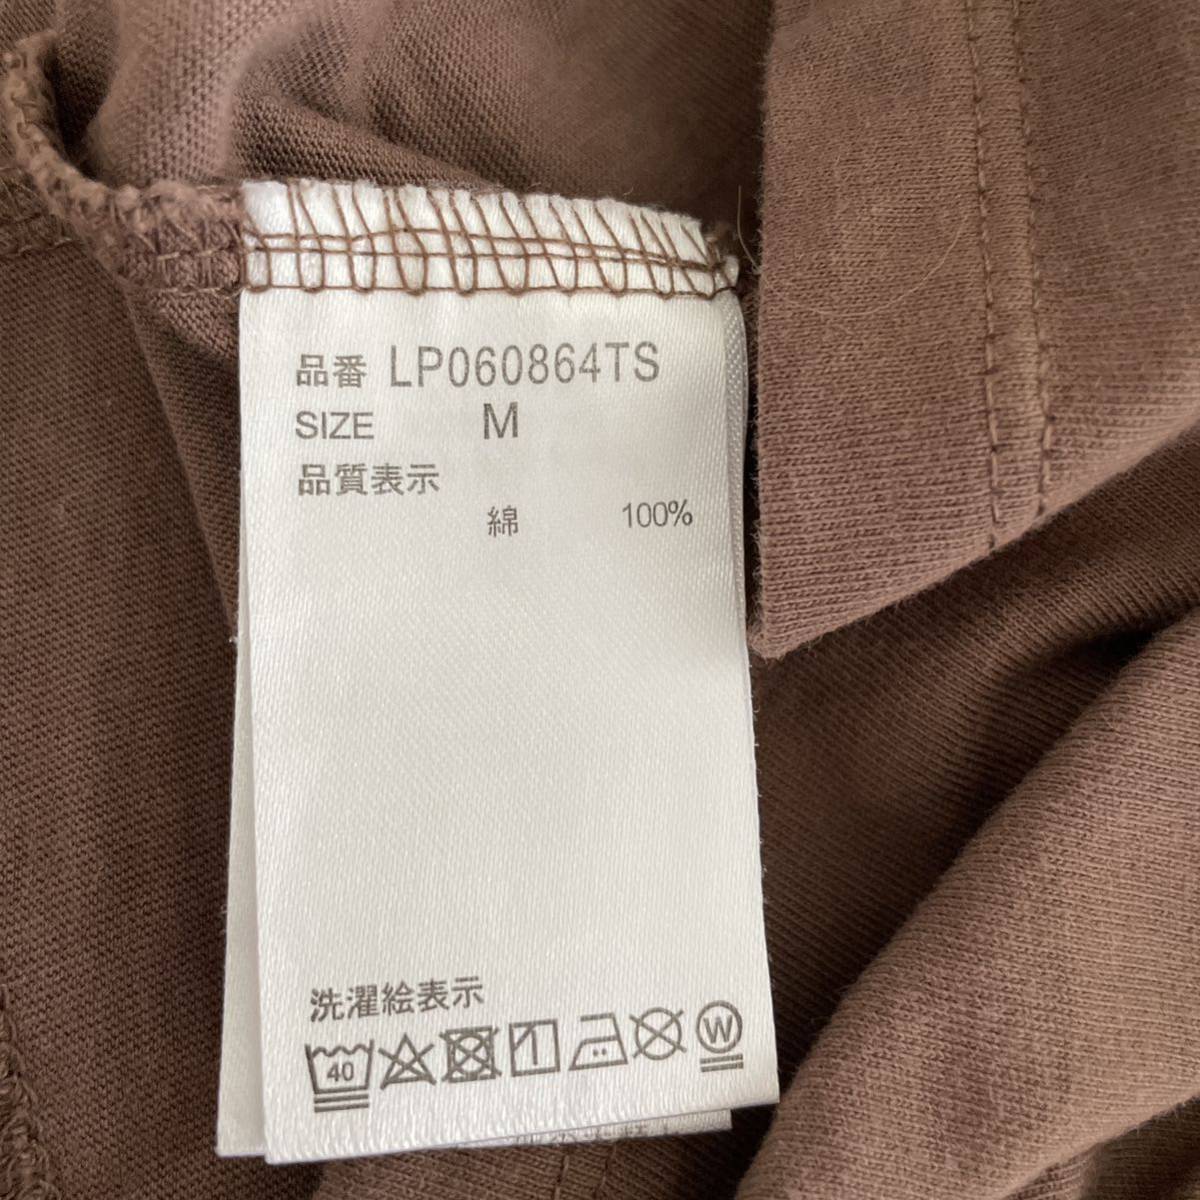 品番 LP060864TS
SIZE M
品質表示
綿 100%
洗濯絵表示
40 W